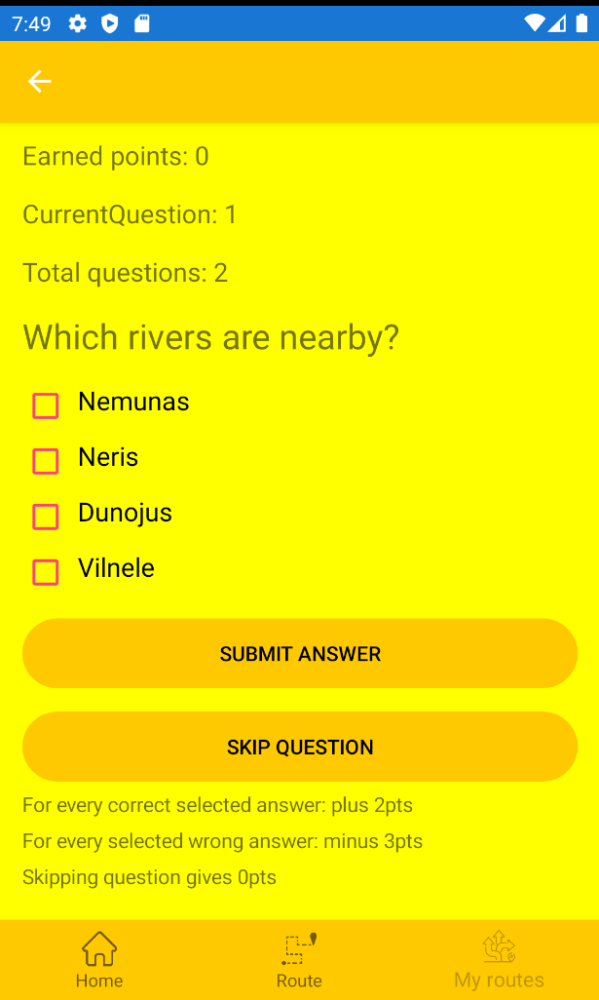 7:49
Earned points: 0
CurrentQuestion: 1
Total questions: 2
Which rivers are nearby?
Nemunas
Neris
Dunojus
Vilnele
SUBMIT ANSWER
SKIP QUESTION
For every correct selected answer: plus 2pts
For every selected wrong answer: minus 3pts
Skipping question gives 0pts
Home Route My routes